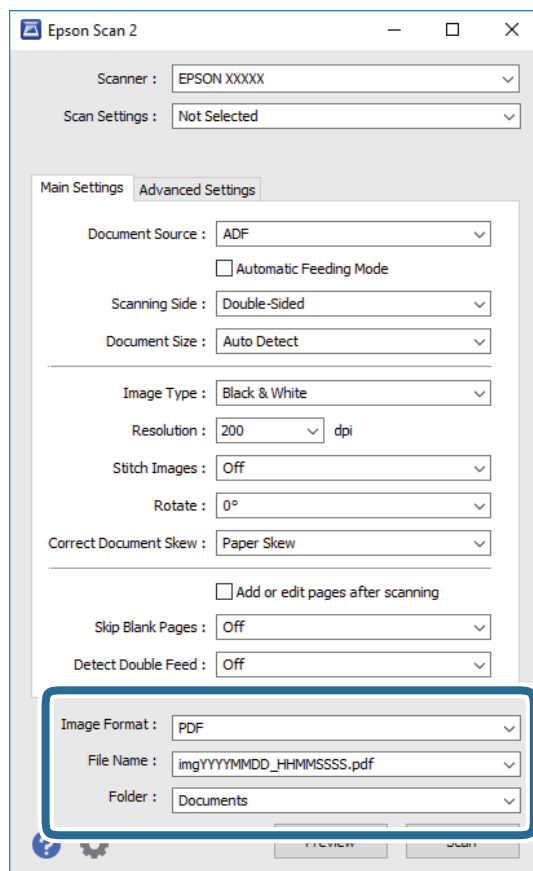 Epson Scan 2
Scanner : EPSON XXXXX
Scan Settings : Not Selected
Main Settings Advanced Settings
Document Source : ADF
Automatic Feeding Mode
Scanning Side : Double-Sided
Document Size : Auto Detect
Image Type : Black & White
Resolution : 200 dpi
Stitch Images : Off
Rotate : 0°
Correct Document Skew : Paper Skew
Add or edit pages after scanning
Skip Blank Pages : Off
Detect Double Feed : Off
Image Format : PDF
File Name : imgYYYYMMDD_HHMMSSSS.pdf
Folder : Documents
? Preview Scan